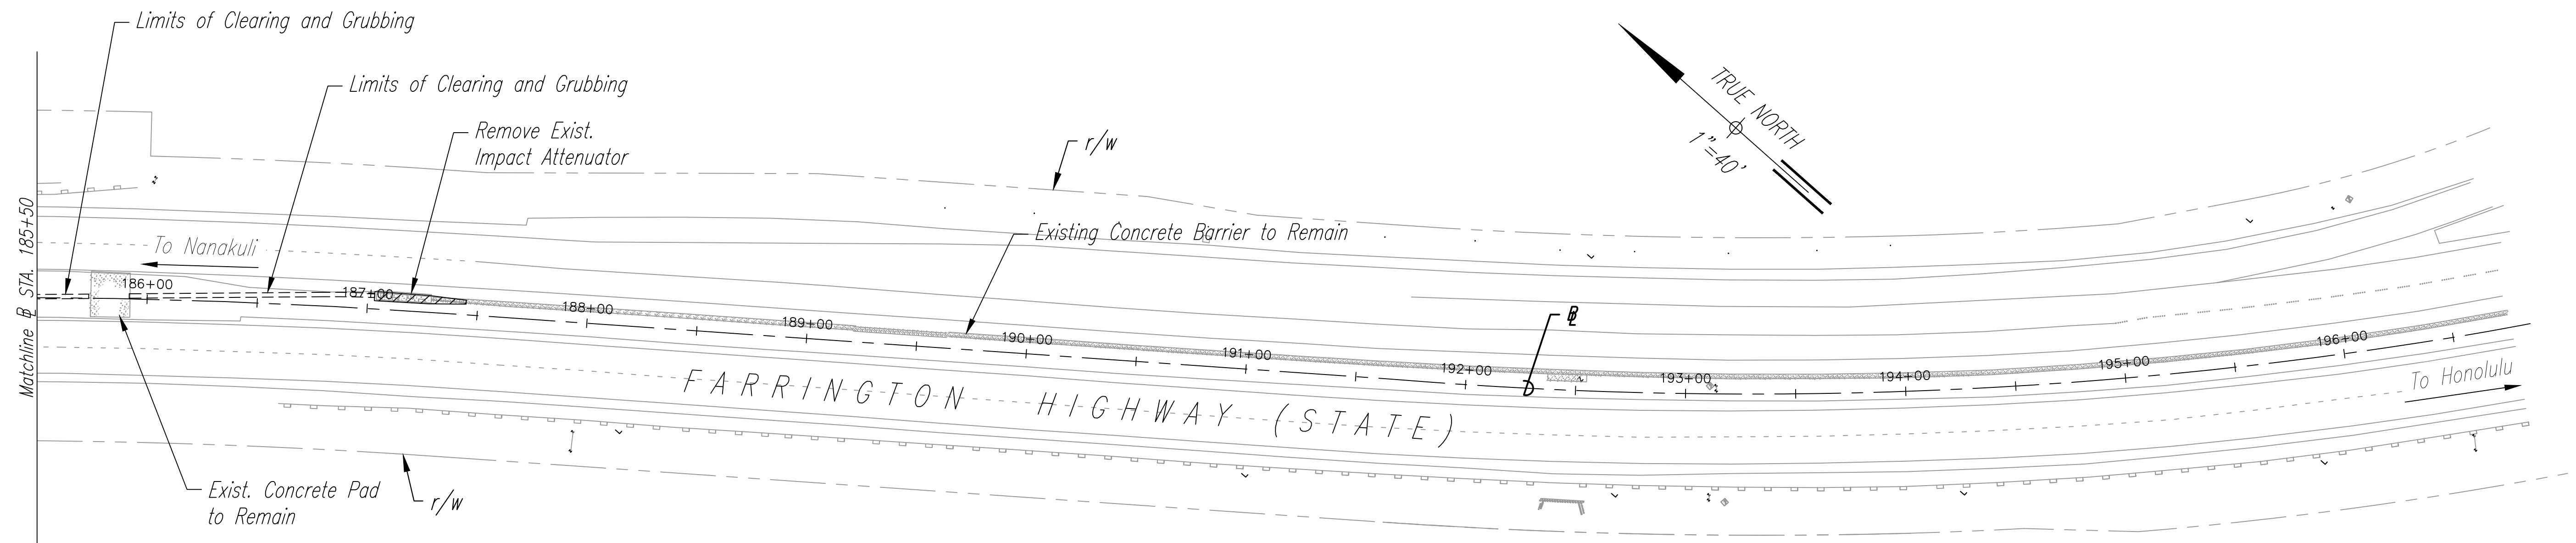 Limits of Clearing and Grubbing
Limits of Clearing and Grubbing
Remove Exist.
Impact Attenuator
r/w
TRUE NORTH
1"=40'
Existing Concrete Barrier to Remain
To Nanakuli
Matchline ℄ STA. 185+50
186+00
187+00
188+00
189+00
190+00
191+00
192+00
193+00
194+00
195+00
196+00
To Honolulu
FARRINGTON HIGHWAY (STATE)
Exist. Concrete Pad
to Remain
r/w